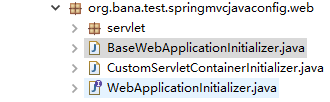 org.bana.test.springmvcjavaconfig.web
servlet
BaseWebApplicationInitializer.java
CustomServletContainerInitializer.java
WebApplicationInitializer.java